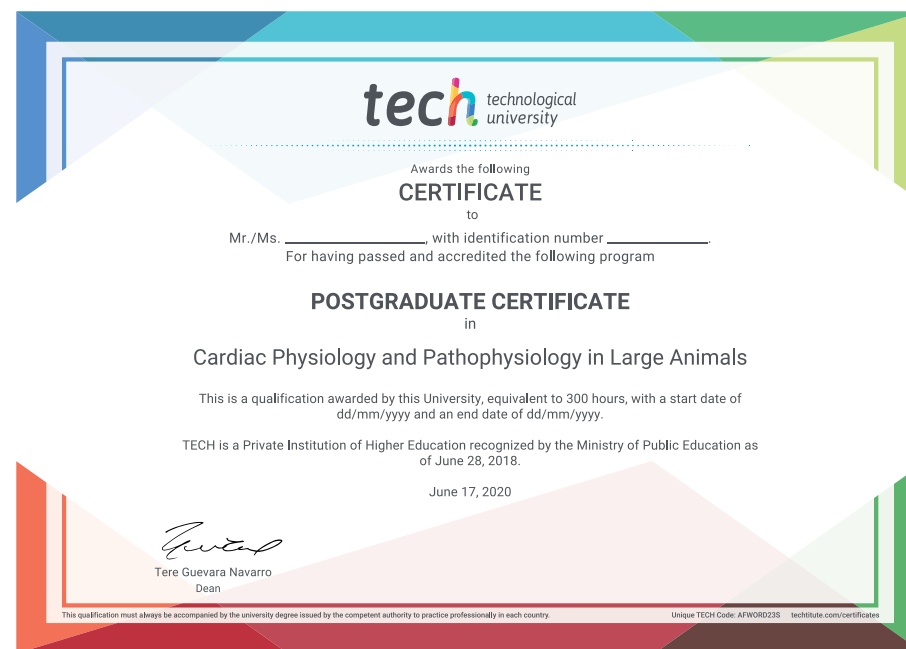 tech technological
university
Awards the following
CERTIFICATE
to
Mr./Ms. ____________, with identification number ____________.
For having passed and accredited the following program
POSTGRADUATE CERTIFICATE
in
Cardiac Physiology and Pathophysiology in Large Animals
This is a qualification awarded by this University, equivalent to 300 hours, with a start date of
dd/mm/yyyy and an end date of dd/mm/yyyy.
TECH is a Private Institution of Higher Education recognized by the Ministry of Public Education as
of June 28, 2018.
June 17, 2020
Tere Guevara Navarro
Dean
This qualification must always be accompanied by the university degree issued by the competent authority to practice professionally in each country.
Unique TECH Code: AFWORD23S techtitute.com/certificates